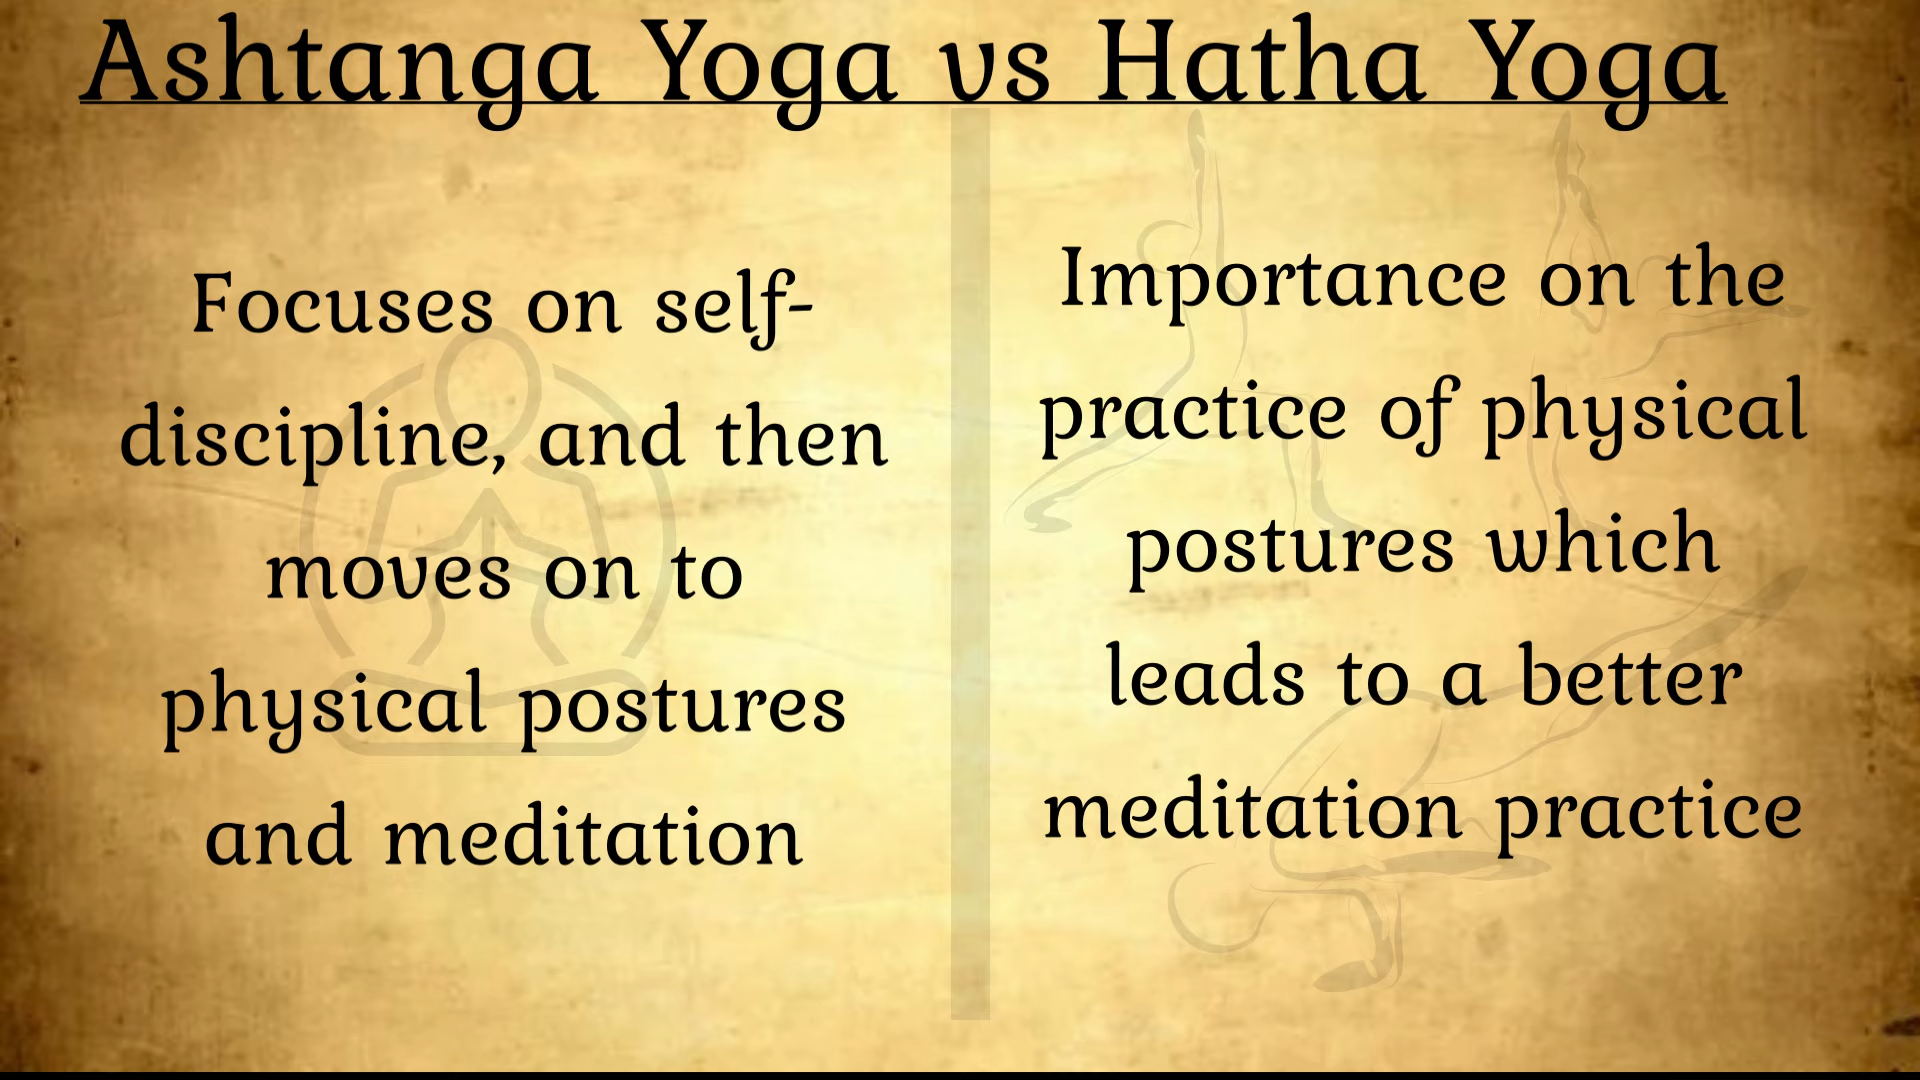 Ashtanga Yoga vs Hatha Yoga
Focuses on self-
discipline, and then
moves on to
physical postures
and meditation
Importance on the
practice of physical
postures which
leads to a better
meditation practice